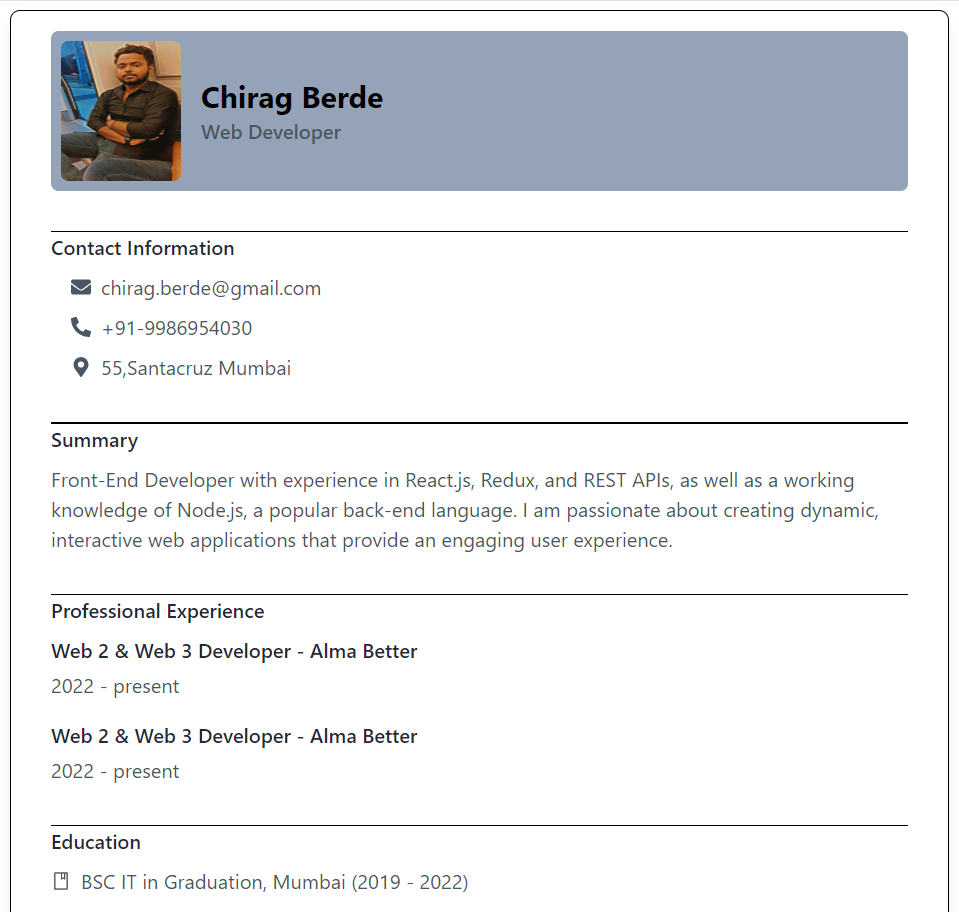 Chirag Berde
Web Developer
Contact Information
chirag.berde@gmail.com
+91-9986954030
55,Santacruz Mumbai
Summary
Front-End Developer with experience in React.js, Redux, and REST APIs, as well as a working
knowledge of Node.js, a popular back-end language. I am passionate about creating dynamic,
interactive web applications that provide an engaging user experience.
Professional Experience
Web 2 & Web 3 Developer - Alma Better
2022 - present
Web 2 & Web 3 Developer - Alma Better
2022 - present
Education
BSC IT in Graduation, Mumbai (2019 - 2022)